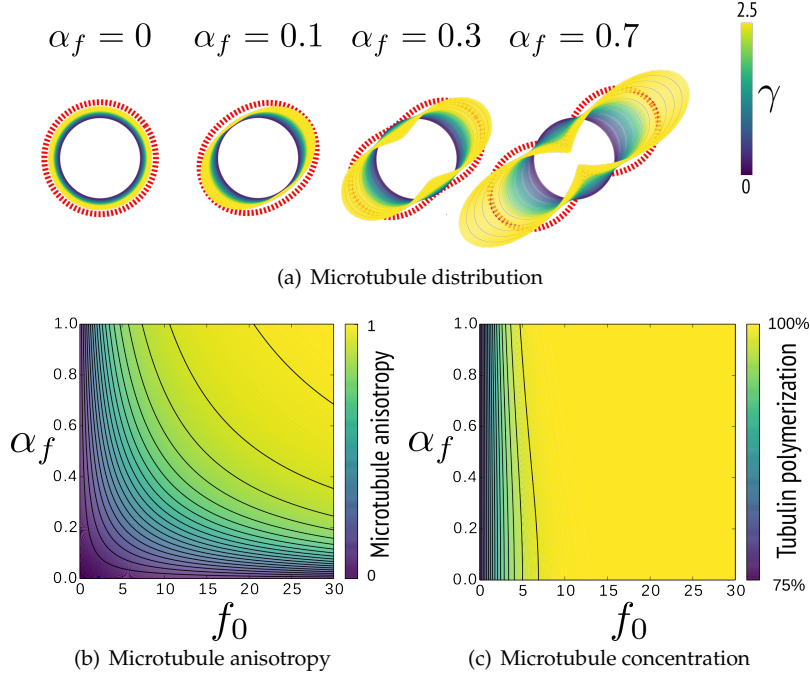 α_f = 0 α_f = 0.1 α_f = 0.3 α_f = 0.7
2.5
γ
0
(a) Microtubule distribution
1.0
0.8
0.6
0.4
0.2
0.0
α_f
0 5 10 15 20 25 30
f_0
1
Microtubule anisotropy
0
(b) Microtubule anisotropy
1.0
0.8
0.6
0.4
0.2
0.0
α_f
0 5 10 15 20 25 30
f_0
100%
Tubulin polymerization
75%
(c) Microtubule concentration